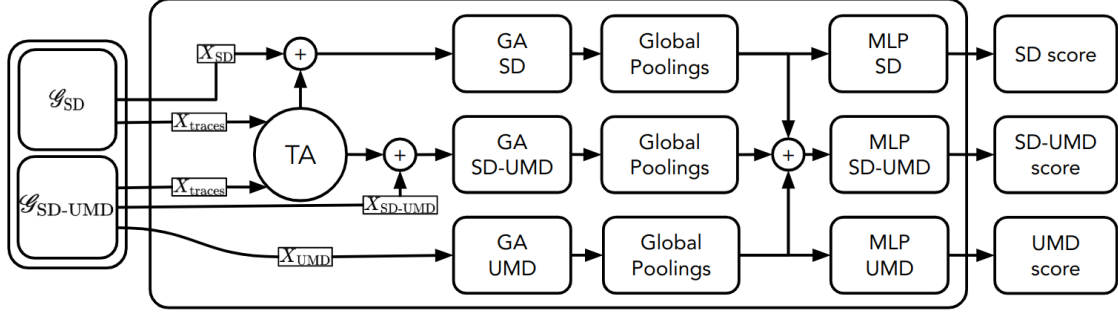 𝒢SD
𝒢SD-UMD
XSD
Xtraces
Xtraces
XSD-UMD
XUMD
+
TA
+
GA
SD
Global
Poolings
MLP
SD
SD score
GA
SD-UMD
Global
Poolings
+
MLP
SD-UMD
SD-UMD
score
GA
UMD
Global
Poolings
MLP
UMD
UMD
score